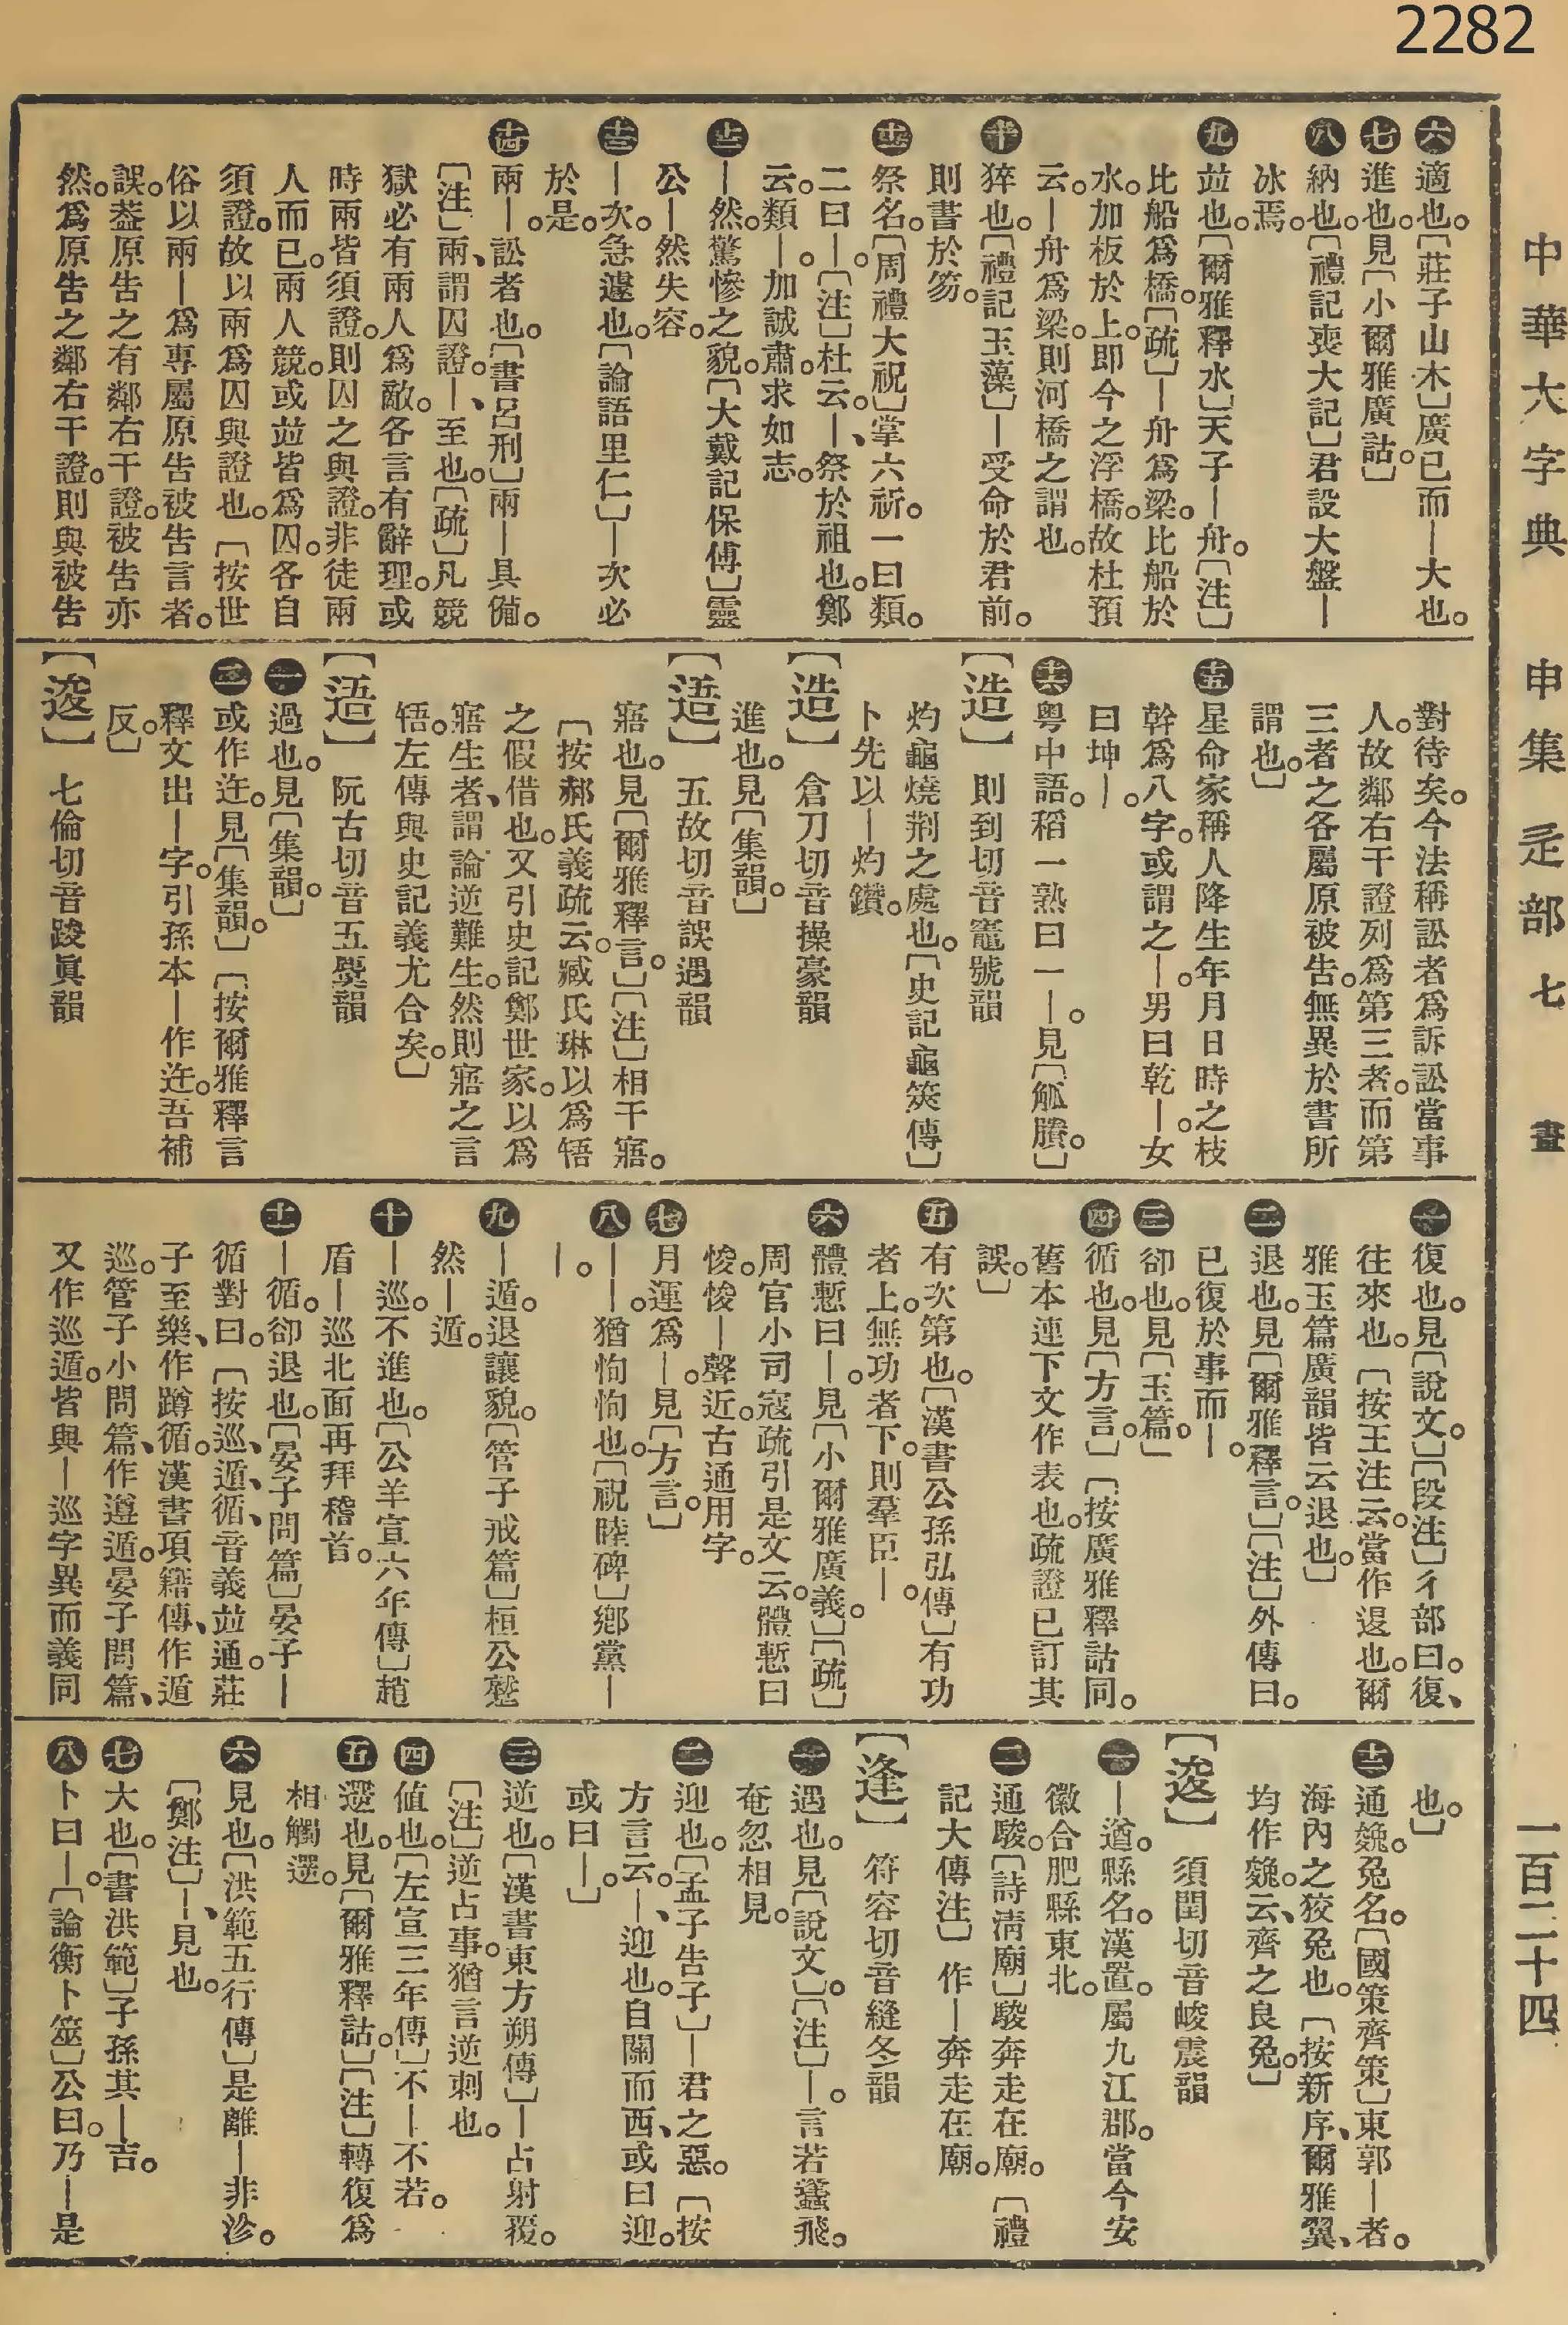 2282
中華大字典　申集　辵部　七畫　一百二十四
㊅適也。〔莊子山木〕廣已而｜大也。
㊆進也。見〔小爾雅廣詁。〕
㊇納也。〔禮記喪大記〕君設大盤｜
冰焉。
㊈竝也。〔爾雅釋水〕天子｜舟。〔注〕
比船爲橋。〔疏〕｜舟爲梁。比船於
水。加板於上。即今之浮橋。故杜預
云。｜舟爲梁。則河橋之謂也。
㊉猝也。〔禮記玉藻〕｜受命於君前。
則書於笏。
⑪祭名。〔周禮大祝〕掌六祈。一曰類。
二曰｜。〔注〕杜云。｜、祭於祖也。鄭
云。類｜。加誠肅。求如志。
⑫｜然。驚慘之貌。〔大戴記保傅〕靈
公｜然失容。
⑬｜次。急遽也。〔論語里仁〕｜次必
於是。
⑭兩｜。訟者也。〔書呂刑〕兩｜具備。
〔注〕兩、謂囚證。｜、至也。〔疏〕凡競
獄必有兩人爲敵。各言有辭理。或
時兩皆須證。則囚之與證。非徒兩
人而已。兩人競。或竝皆爲囚。各自
須證。故以兩爲囚與證也。〔按世
俗以兩｜爲專屬原告被告言者。
誤。葢原告之有鄰右干證。被告亦
然。爲原告之鄰右干證。則與被告
對待矣。今法稱訟者爲訴訟當事
人。故鄰右干證列爲第三者。而第
三者之各屬原被告。無異於書所
謂也。〕
⑮星命家稱人降生年月日時之枝
幹爲八字。或謂之｜。男曰乾｜。女
曰坤｜。
⑯粵中語。稻一熟曰一｜。見〔觚賸。〕
【造】　則到切音竈號韻
灼龜燒荆之處也。〔史記龜筴傳〕
卜先以｜灼鑽。
【造】　倉刀切音操豪韻
進也。見〔集韻。〕
【逜】　五故切音誤遇韻
寤也。見〔爾雅釋言。〕〔注〕相干寤。
〔按郝氏義疏云。臧氏琳以爲啎
之假借也。又引史記鄭世家。以爲
寤生者、謂論逆難生。然則寤之言
啎。左傳與史記義尤合矣。〕
【逜】　阮古切音五麌韻
㊀過也。見〔集韻。〕
㊁或作迕。見〔集韻。〕〔按爾雅釋言
釋文出｜字。引孫本｜作迕。吾補
反。〕
【逡】　七倫切音踆眞韻
㊀復也。見〔說文。〕〔段注〕彳部曰。復、
往來也。〔按王注云。當作𨓤也。爾
雅玉篇廣韻皆云退也。〕
㊁退也。見〔爾雅釋言。〕〔注〕外傳曰。
已復於事而｜。
㊂卻也。見〔玉篇。〕
㊃循也。見〔方言。〕〔按廣雅釋詁同。
舊本連下文作表也。疏證已訂其
誤。〕
㊄有次第也。〔漢書公孫弘傳〕有功
者上。無功者下。則羣臣｜。
㊅體慙曰｜。見〔小爾雅廣義。〕〔疏〕
周官小司寇疏引是文云。體慙曰
悛。悛｜聲近。古通用字。
㊆月運爲｜。見〔方言。〕
㊇｜｜。猶恂恂也。〔祝睦碑〕鄉黨｜
｜。
㊈｜遁。退讓貌。〔管子戒篇〕桓公蹵
然｜遁。
㊉｜巡。不進也。〔公羊宣六年傳〕趙
盾｜巡北面再拜稽首。
⑪｜循。卻退也。〔晏子問篇〕晏子｜
循對曰。〔按巡、遁、循、音義竝通。莊
子至樂、作蹲循。漢書項籍傳、作遁
巡。管子小問篇、作遵遁。晏子問篇、
又作巡遁。皆與｜巡字異而義同
也。〕
⑫通㕙。兔名。〔國策齊策〕東郭｜者。
海內之狡兔也。〔按新序、爾雅翼、
均作㕙。云、齊之良兔。〕
【逡】　須閏切音峻震韻
㊀｜遒。縣名。漢置。屬九江郡。當今安
徽合肥縣東北。
㊁通駿。〔詩淸廟〕駿奔走在廟。〔禮
記大傳注〕作｜奔走在廟。
【逢】　符容切音縫冬韻
㊀遇也。見〔說文〕。〔注〕｜。言若蠭飛。
奄忽相見。
㊁迎也。〔孟子告子〕｜君之惡。〔按
方言云。｜、迎也。自關而西、或曰迎。
或曰｜。〕
㊂逆也。〔漢書東方朔傳〕｜占射覆。
〔注〕逆占事。猶言逆刺也。
㊃值也。〔左宣三年傳〕不｜不若。
㊄遻也。見〔爾雅釋詁。〕〔注〕轉復爲
相觸遻。
㊅見也。〔洪範五行傳〕是離｜非沴。
〔鄭注〕｜、見也。
㊆大也。〔書洪範〕子孫其｜吉。
㊇卜曰｜。〔論衡卜筮〕公曰。乃｜是